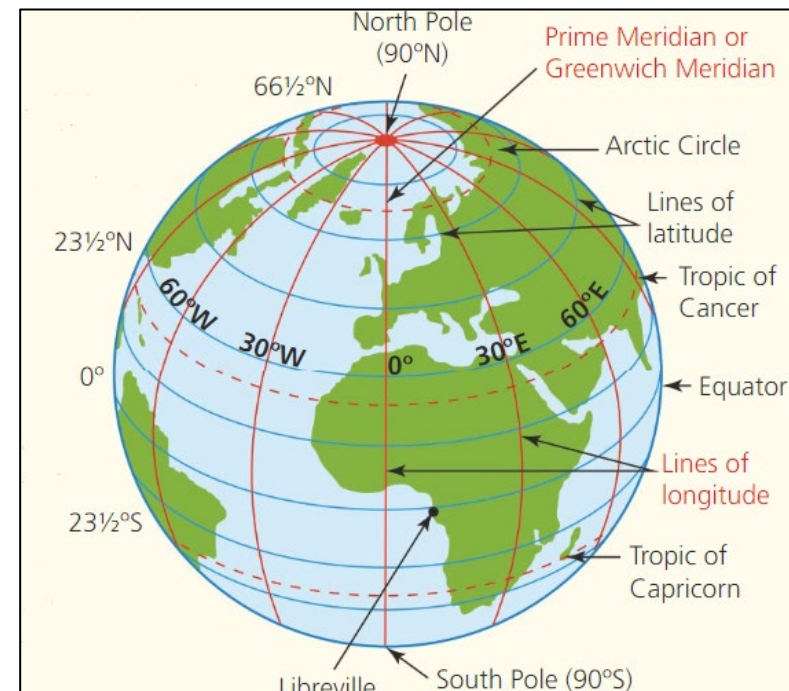 North Pole
(90ºN)
Prime Meridian or
Greenwich Meridian
66½ºN
Arctic Circle
Lines of
latitude
23½ºN
Tropic of
Cancer
60ºW
30ºW
0º
30ºE
60ºE
0º
Equator
Lines of
longitude
23½ºS
Tropic of
Capricorn
Libreville
South Pole (90ºS)